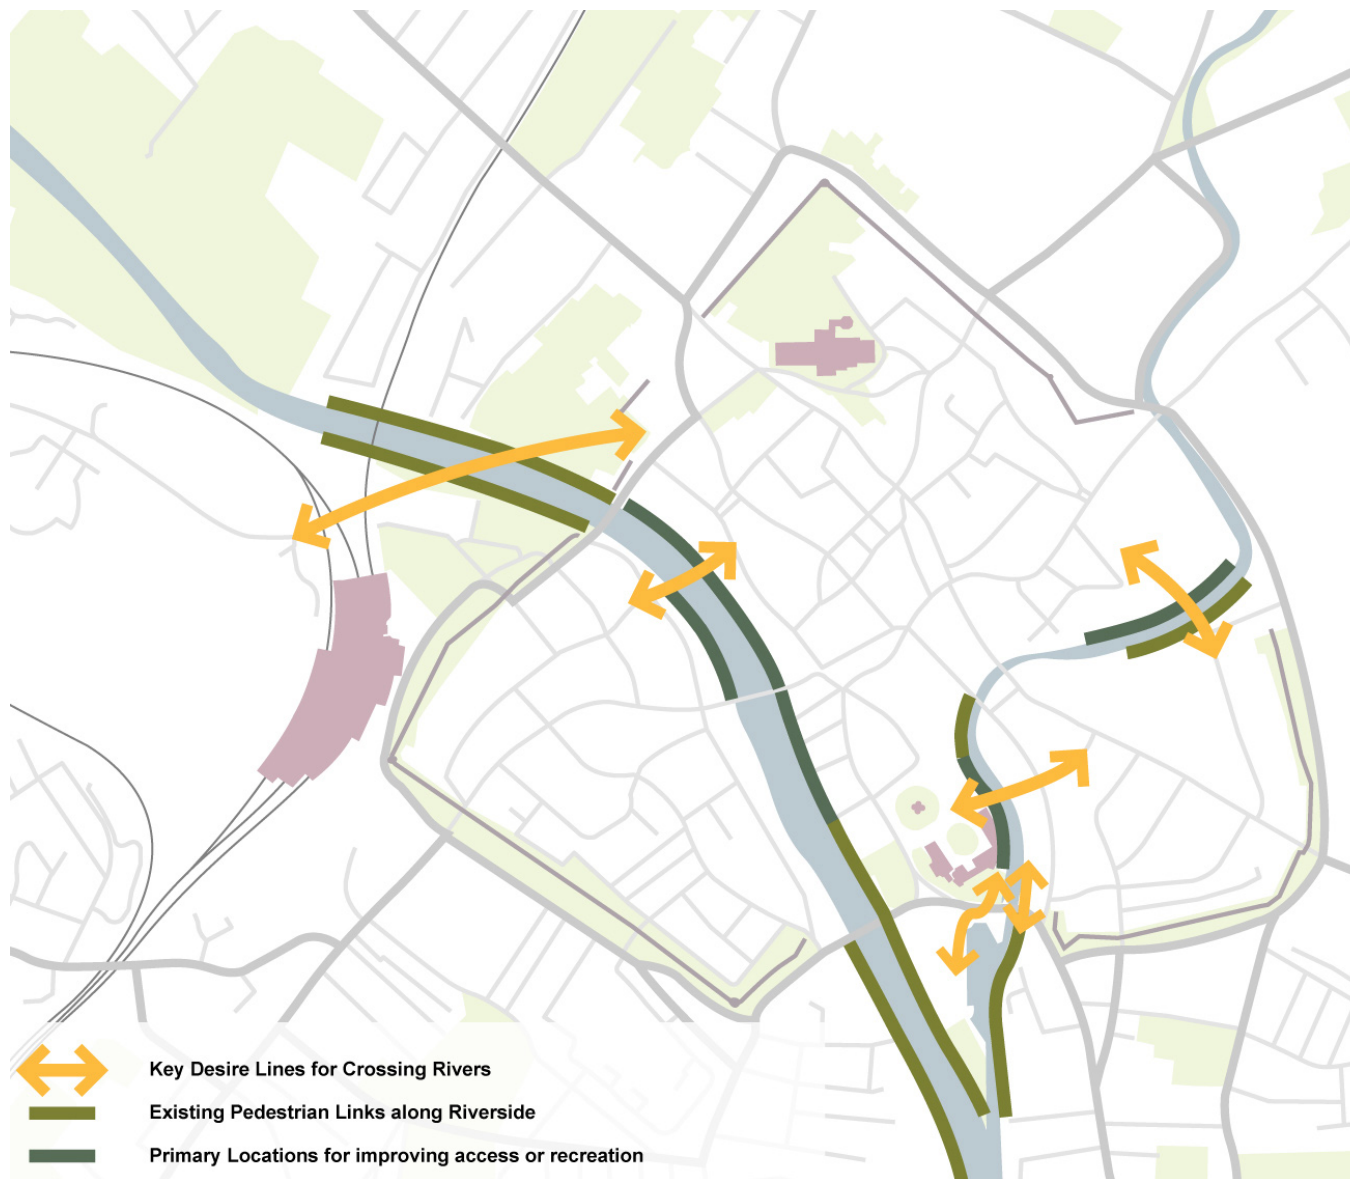 Key Desire Lines for Crossing Rivers
Existing Pedestrian Links along Riverside
Primary Locations for improving access or recreation